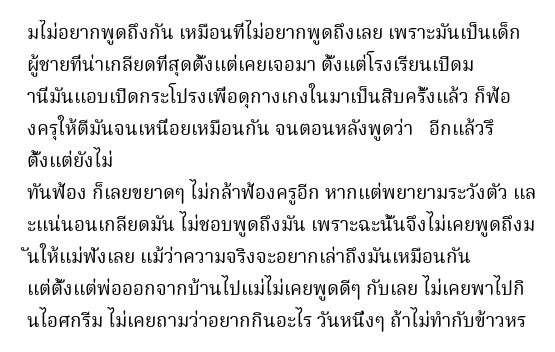 มไม่อยากพูดถึงกัน เหมือนที่ไม่อยากพูดถึงเลย เพราะมันเป็นเด็ก
ผู้ชายที่น่าเกลียดที่สุดตั้งแต่เคยเจอมา ตั้งแต่โรงเรียนเปิดม
านี่มันแอบเปิดกระโปรงเพื่อดูกางเกงในมาเป็นสิบครั้งแล้ว ก็ฟ้อ
งครูให้ตีมันจนเหนื่อยเหมือนกัน จนตอนหลังพูดว่า   อีกแล้วรึ
ตั้งแต่ยังไม่
ทันฟ้อง ก็เลยขยาดๆ ไม่กล้าฟ้องครูอีก หากแต่พยายามระวังตัว แล
ะแน่นอนเกลียดมัน ไม่ชอบพูดถึงมัน เพราะฉะนั้นจึงไม่เคยพูดถึงม
ันให้แม่ฟังเลย แม้ว่าความจริงจะอยากเล่าถึงมันเหมือนกัน
แต่ตั้งแต่พ่อออกจากบ้านไปแม่ไม่เคยพูดดีๆ กับเลย ไม่เคยพาไปกิ
นไอศกรีม ไม่เคยถามว่าอยากกินอะไร วันหนึ่งๆ ถ้าไม่ทำกับข้าวหร